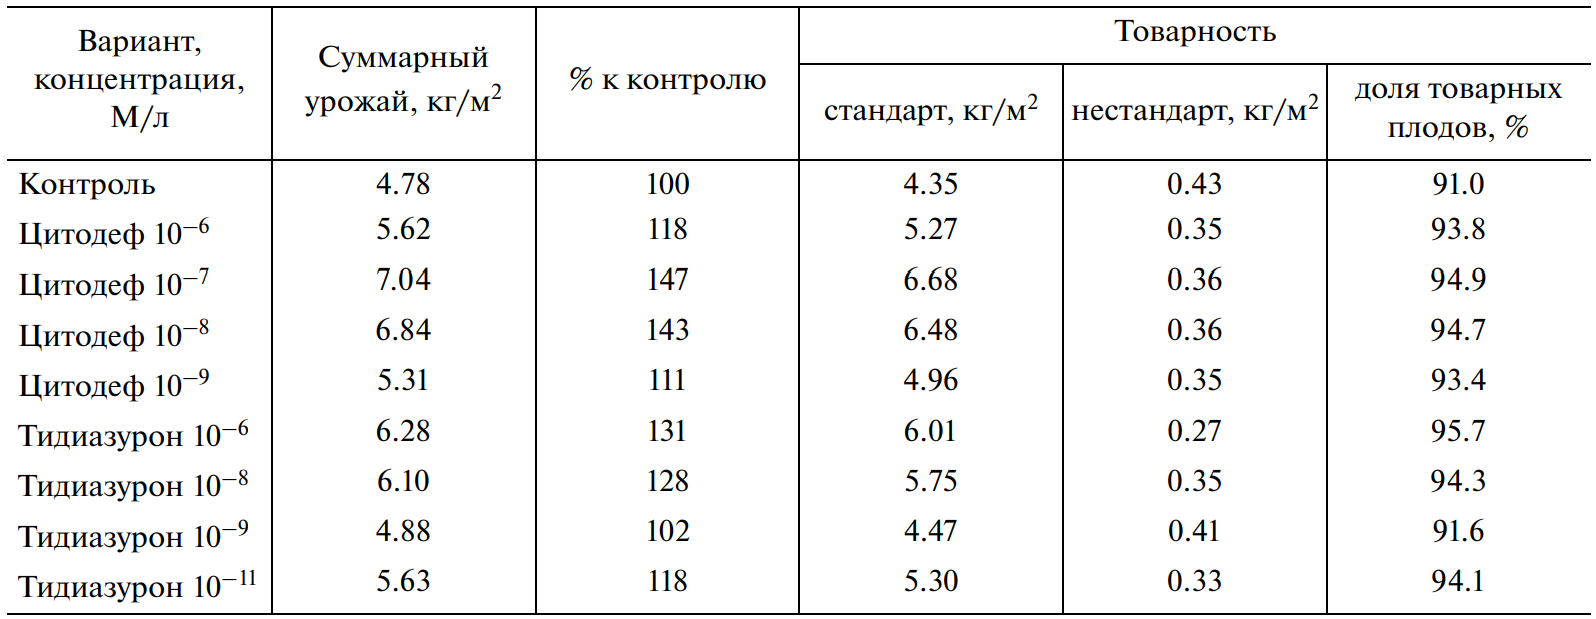 Вариант,
концентрация,
М/л
Суммарный
урожай, кг/м²
% к контролю
Товарность
стандарт, кг/м²
нестандарт, кг/м²
доля товарных
плодов, %
Контроль 4.78 100 4.35 0.43 91.0
Цитодеф 10⁻⁶ 5.62 118 5.27 0.35 93.8
Цитодеф 10⁻⁷ 7.04 147 6.68 0.36 94.9
Цитодеф 10⁻⁸ 6.84 143 6.48 0.36 94.7
Цитодеф 10⁻⁹ 5.31 111 4.96 0.35 93.4
Тидиазурон 10⁻⁶ 6.28 131 6.01 0.27 95.7
Тидиазурон 10⁻⁸ 6.10 128 5.75 0.35 94.3
Тидиазурон 10⁻⁹ 4.88 102 4.47 0.41 91.6
Тидиазурон 10⁻¹¹ 5.63 118 5.30 0.33 94.1